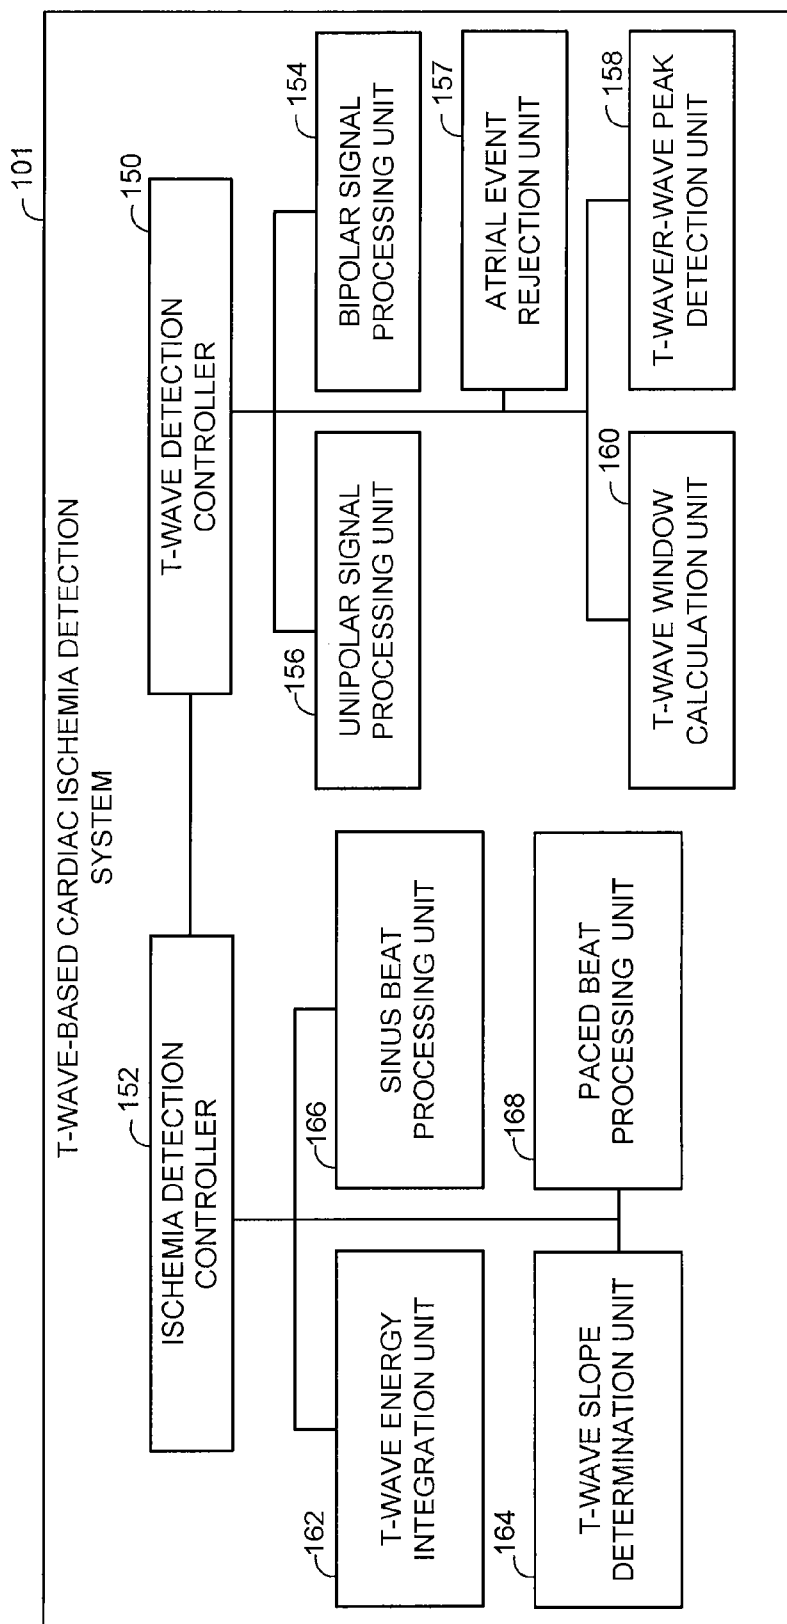 101
T-WAVE-BASED CARDIAC ISCHEMIA DETECTION
SYSTEM
152
ISCHEMIA DETECTION
CONTROLLER
150
T-WAVE DETECTION
CONTROLLER
162
T-WAVE ENERGY
INTEGRATION UNIT
166
SINUS BEAT
PROCESSING UNIT
164
T-WAVE SLOPE
DETERMINATION UNIT
168
PACED BEAT
PROCESSING UNIT
156
UNIPOLAR SIGNAL
PROCESSING UNIT
154
BIPOLAR SIGNAL
PROCESSING UNIT
157
ATRIAL EVENT
REJECTION UNIT
160
T-WAVE WINDOW
CALCULATION UNIT
158
T-WAVE/R-WAVE PEAK
DETECTION UNIT